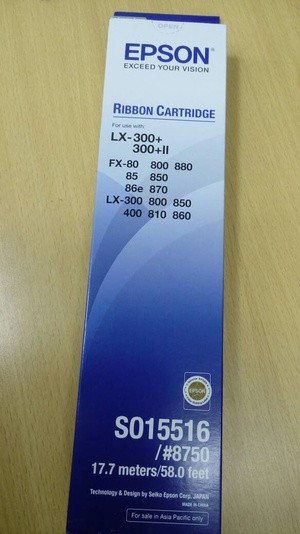 OPEN
EPSON
EXCEED YOUR VISION
RIBBON CARTRIDGE
For use with
LX-300+
300+II
FX-80 800 880
85 850
86e 870
LX-300 800 850
400 810 860
EPSON
SO15516
/#8750
17.7 meters/58.0 feet
Technology & Design by Seiko Epson Corp. JAPAN
MADE IN CHINA
For sale in Asia Pacific only